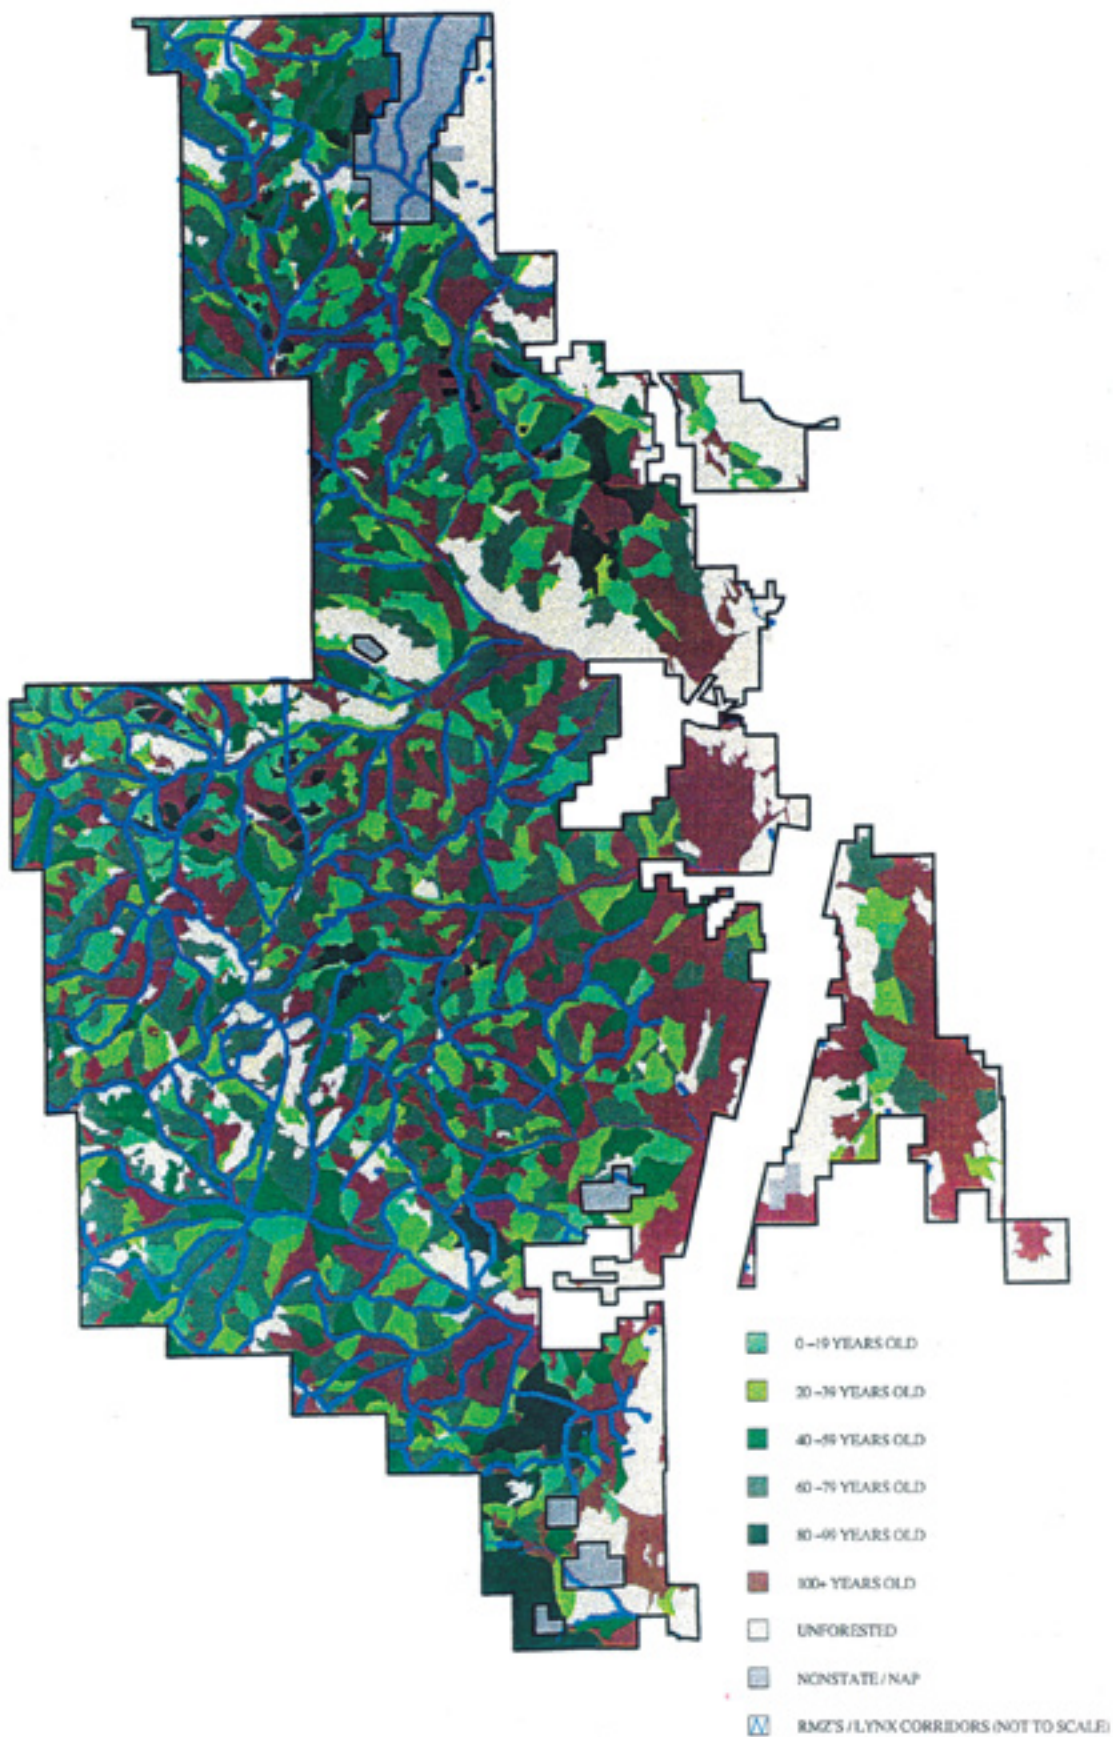 0-19 YEARS OLD
20-39 YEARS OLD
40-59 YEARS OLD
60-79 YEARS OLD
80-99 YEARS OLD
100+ YEARS OLD
UNFORESTED
NONSTATE / NAP
RMZ'S / LYNX CORRIDORS (NOT TO SCALE)